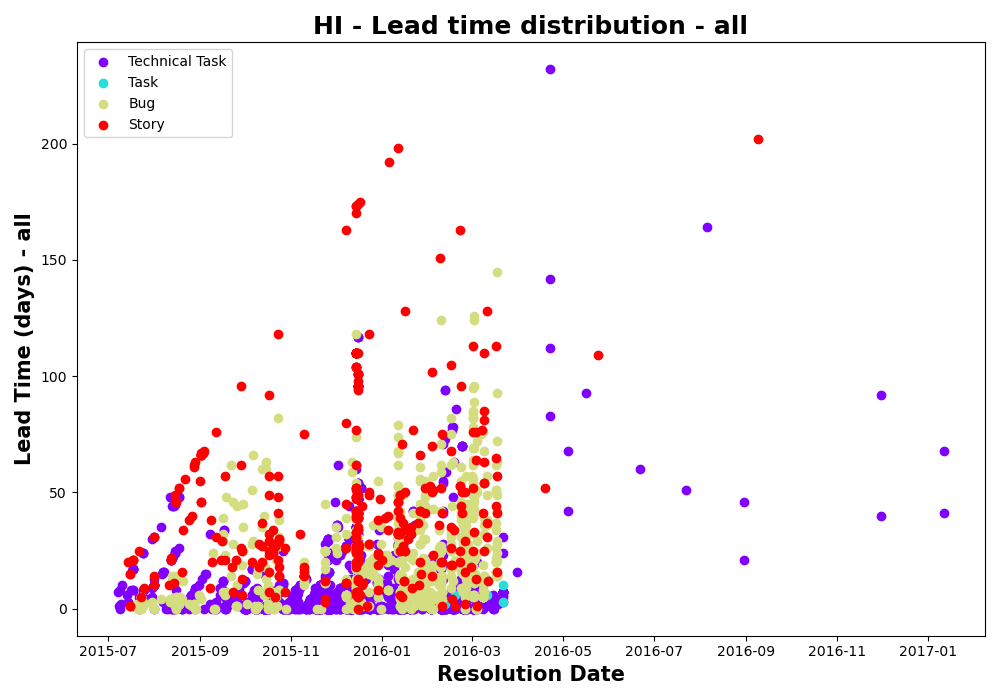 HI - Lead time distribution - all
Technical Task
Task
Bug
Story
Lead Time (days) - all
200
150
100
50
0
2015-07 2015-09 2015-11 2016-01 2016-03 2016-05 2016-07 2016-09 2016-11 2017-01
Resolution Date